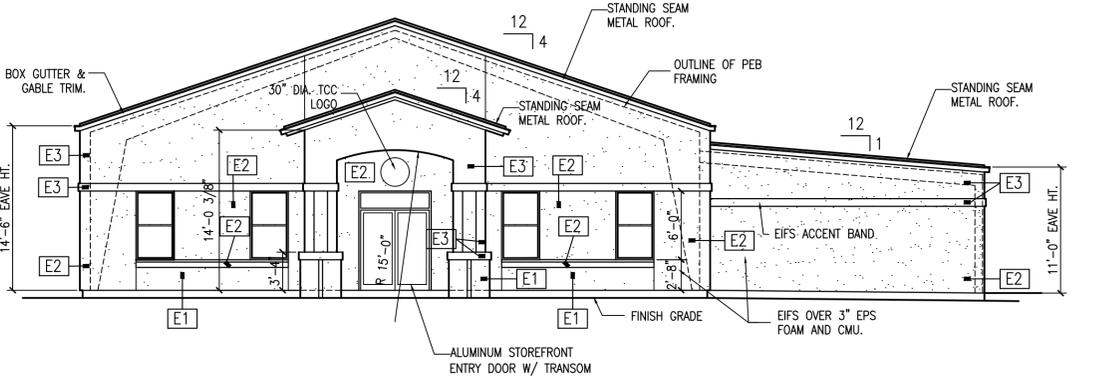 STANDING SEAM
METAL ROOF.
12
4
OUTLINE OF PEB
FRAMING
BOX GUTTER &
GABLE TRIM.
12
4
30" DIA. TCC
LOGO
STANDING SEAM
METAL ROOF.
STANDING SEAM
METAL ROOF.
12
1
E3
E3
E2
14'-6" EAVE HT.
E2
E2
14'-0 3/8"
3'-4"
E1
E2.
R 15'-0"
E3
E3
E1
E2
E2
6'-0"
2'-8"
E1
E2
EIFS ACCENT BAND
E3
E2
11'-0" EAVE HT.
FINISH GRADE
EIFS OVER 3" EPS
FOAM AND CMU.
ALUMINUM STOREFRONT
ENTRY DOOR W/ TRANSOM